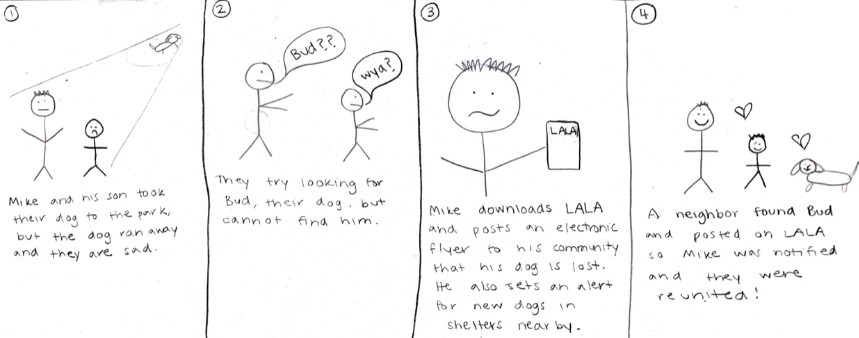 1
Mike and his son took
their dog to the park,
but the dog ran away
and they are sad.
2
Bud??
wya?
They try looking for
Bud, their dog, but
cannot find him.
3
LALA
Mike downloads LALA
and posts an electronic
flyer to his community
that his dog is lost.
He also sets an alert
for new dogs in
shelters nearby.
4
A neighbor found Bud
and posted on LALA
so Mike was notified
and they were
reunited!